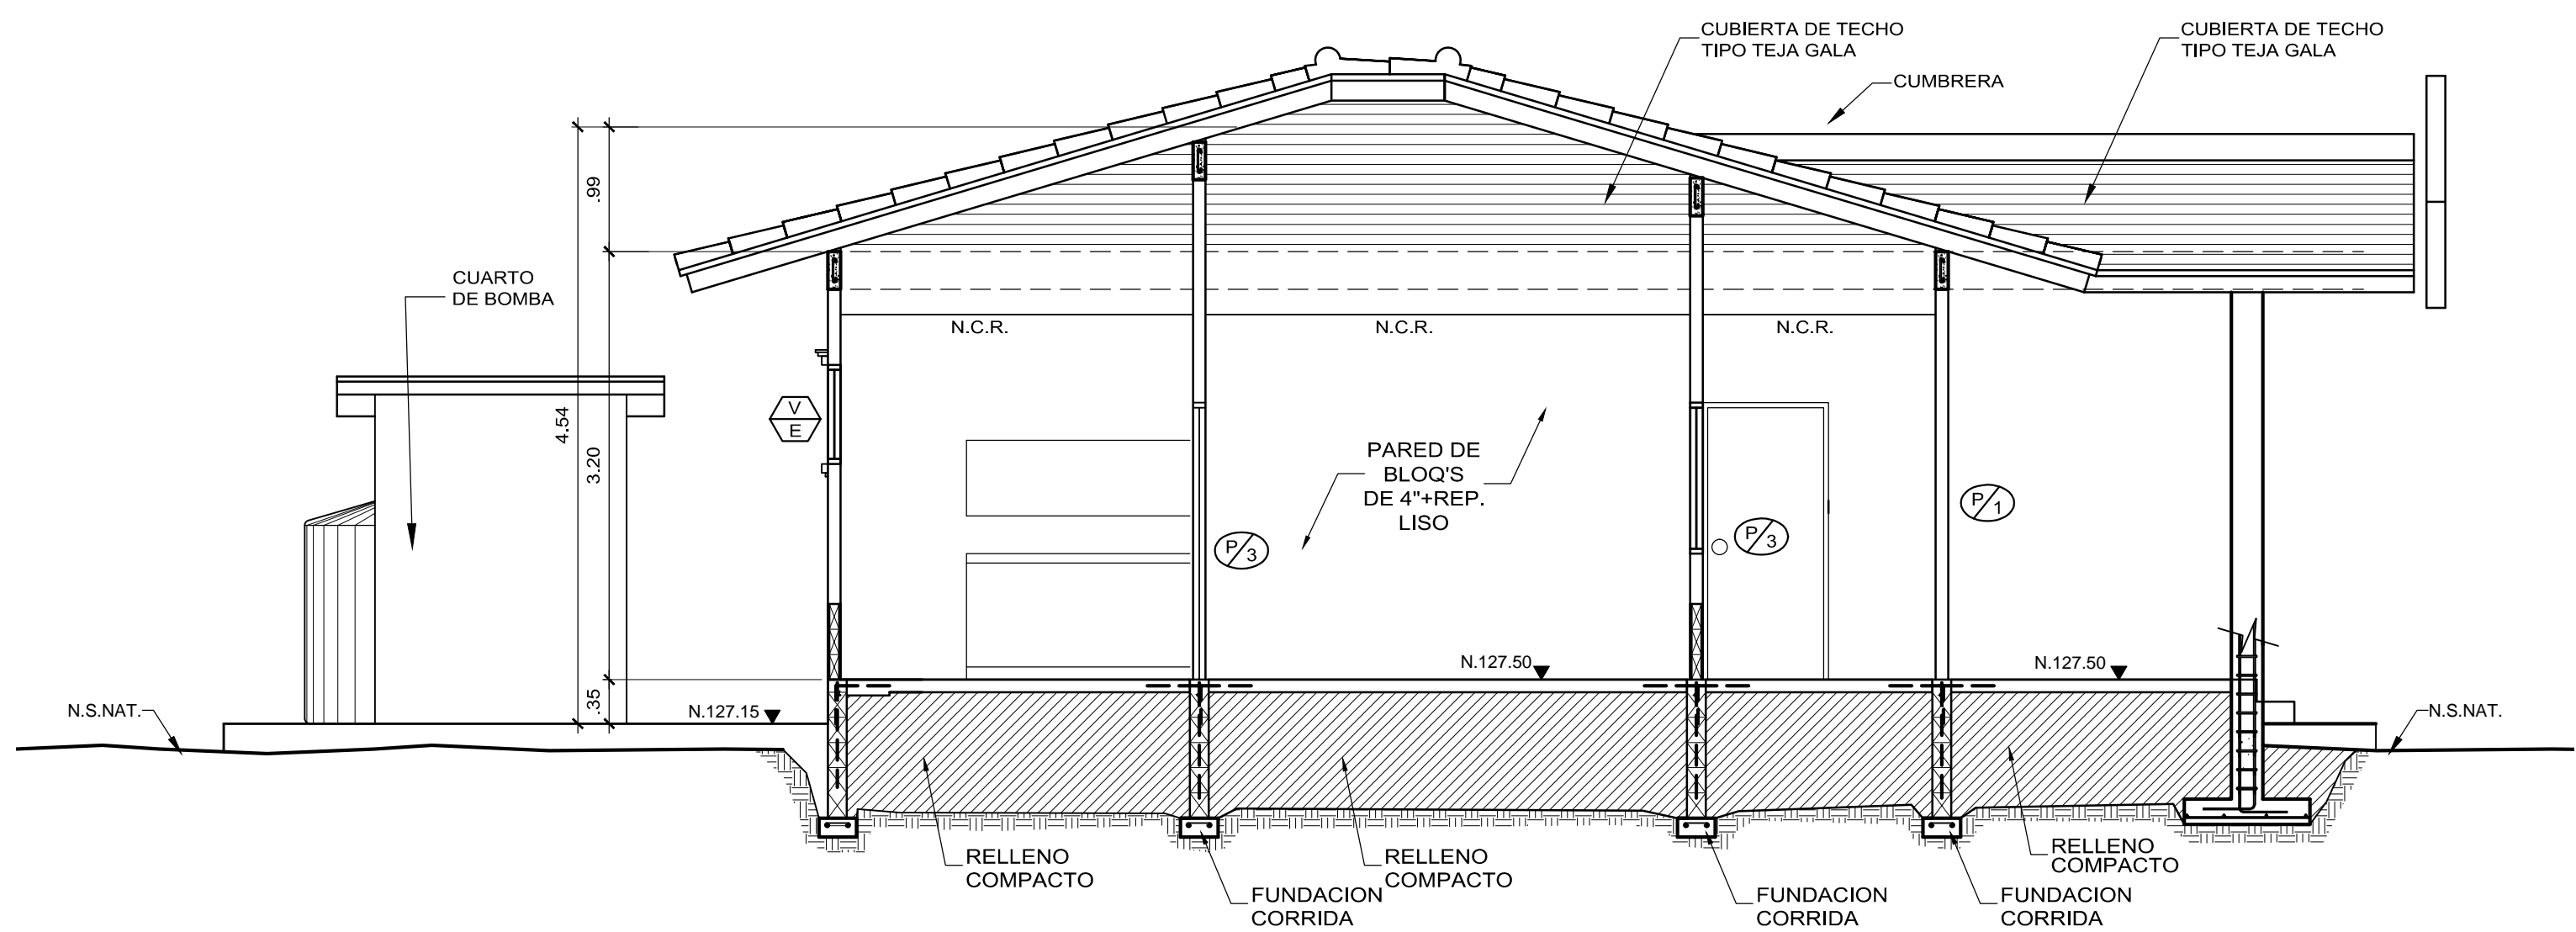 CUBIERTA DE TECHO
TIPO TEJA GALA
CUBIERTA DE TECHO
TIPO TEJA GALA
CUMBRERA
.99
CUARTO
DE BOMBA
N.C.R.
N.C.R.
N.C.R.
V
E
4.54
3.20
PARED DE
BLOQ'S
DE 4"+REP.
LISO
P/3
P/3
P/1
N.127.50
N.127.50
.35
N.S.NAT.
N.127.15
N.S.NAT.
RELLENO
COMPACTO
RELLENO
COMPACTO
RELLENO
COMPACTO
FUNDACION
CORRIDA
FUNDACION
CORRIDA
FUNDACION
CORRIDA